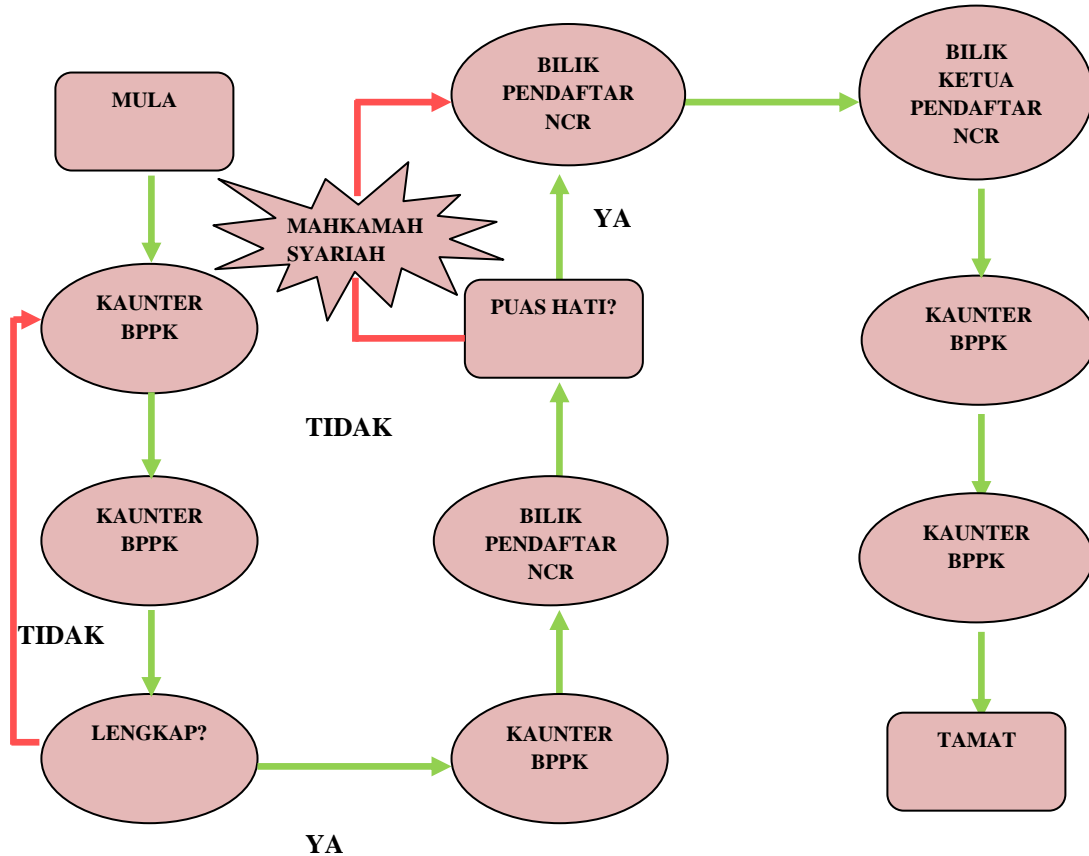 MULA
KAUNTER
BPPK
KAUNTER
BPPK
TIDAK
LENGKAP?
YA
KAUNTER
BPPK
BILIK
PENDAFTAR
NCR
PUAS HATI?
TIDAK
MAHKAMAH
SYARIAH
YA
BILIK
PENDAFTAR
NCR
BILIK
KETUA
PENDAFTAR
NCR
KAUNTER
BPPK
KAUNTER
BPPK
TAMAT